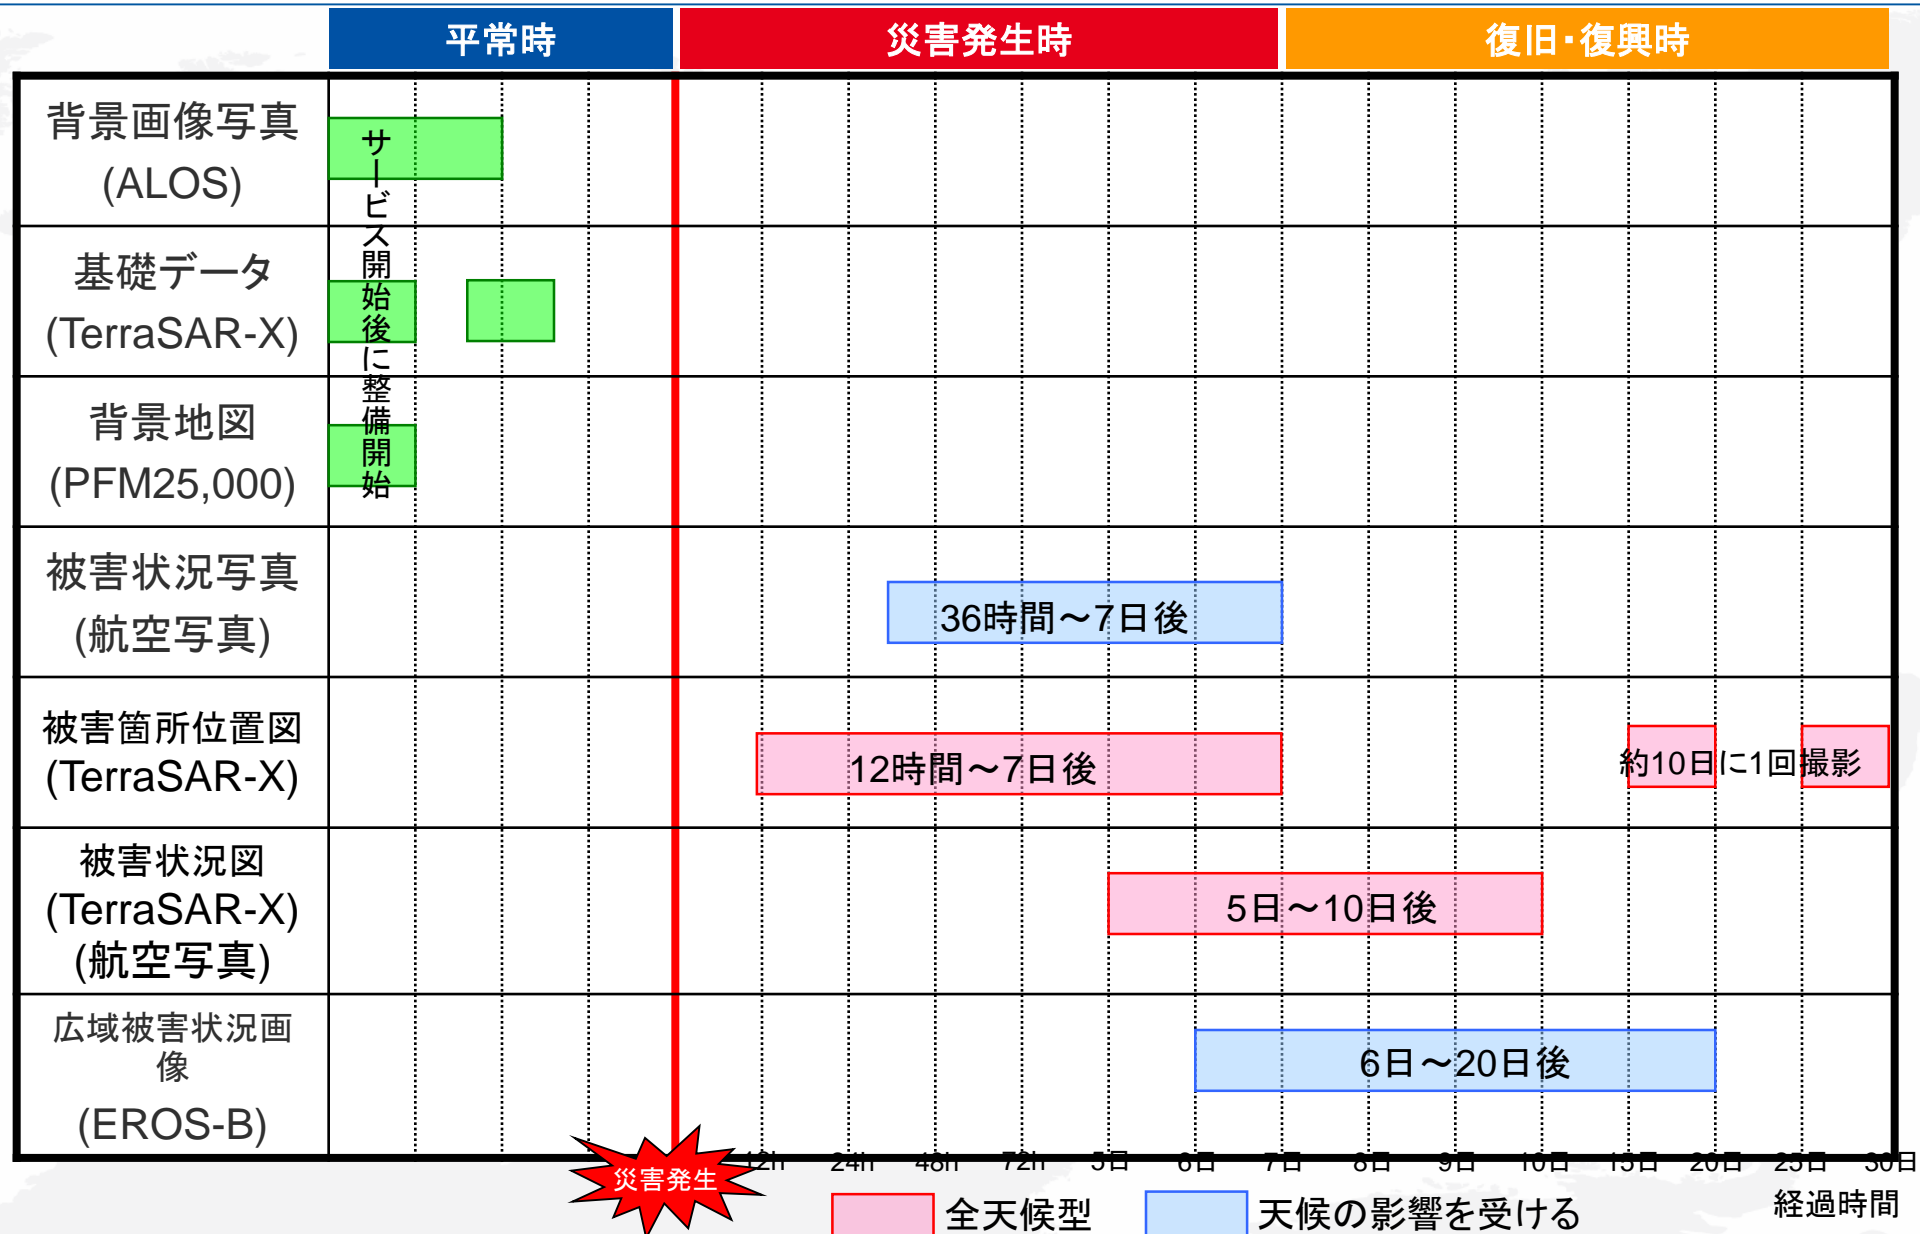 平常時
災害発生時
復旧・復興時
背景画像写真
(ALOS)
基礎データ
(TerraSAR-X)
背景地図
(PFM25,000)
サービス開始後に整備開始
被害状況写真
(航空写真)
36時間～7日後
被害箇所位置図
(TerraSAR-X)
12時間～7日後
約10日に1回撮影
被害状況図
(TerraSAR-X)
(航空写真)
5日～10日後
広域被害状況画
像
(EROS-B)
6日～20日後
災害発生
12h 24h 48h 72h 5日 6日 7日 8日 9日 10日 15日 20日 25日 30日
経過時間
全天候型
天候の影響を受ける